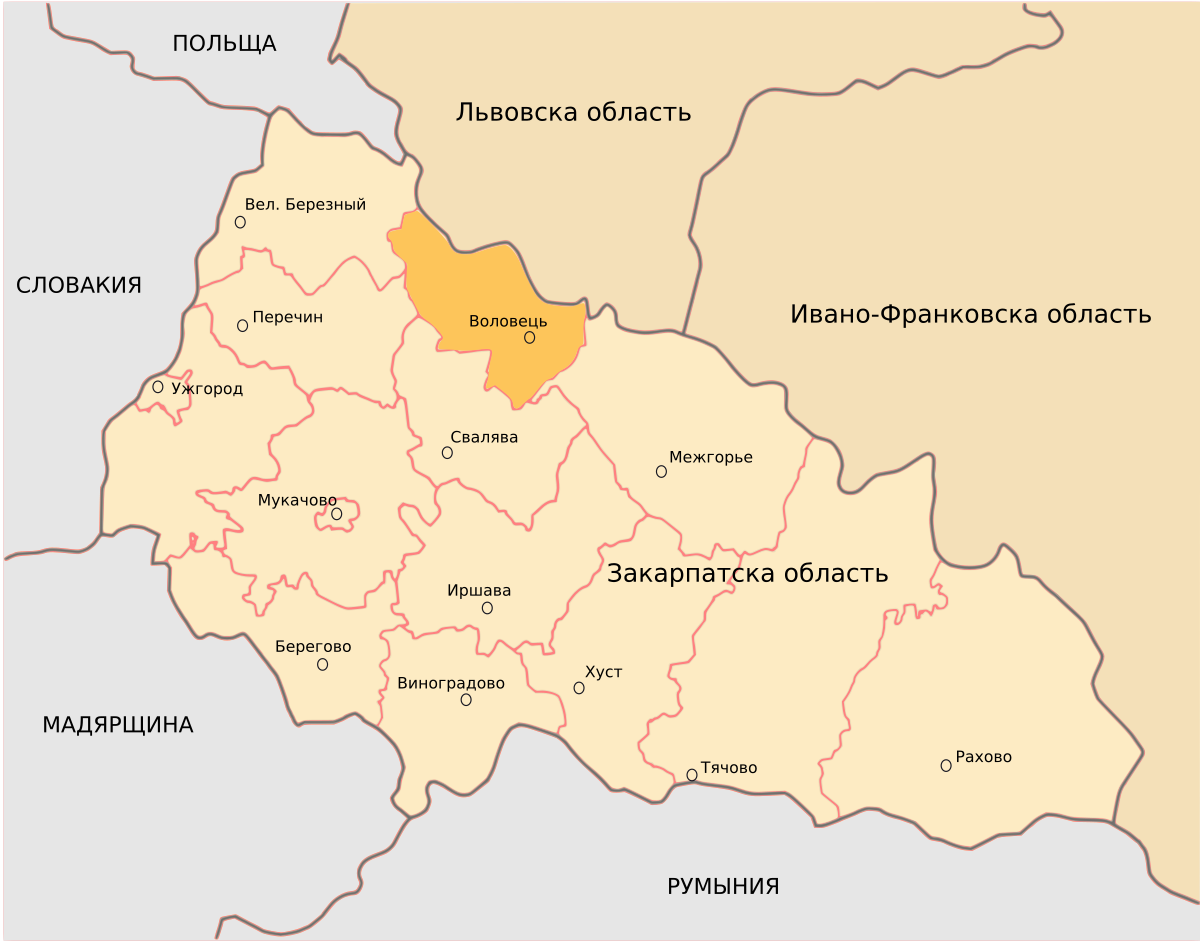 ПОЛЬЩА
Львовска область
Вел. Березный
СЛОВАКИЯ
Перечин
Воловець
Ивано-Франковска область
Ужгород
Свалява
Межгорье
Мукачово
Закарпатска область
Иршава
Берегово
Хуст
Виноградово
МАДЯРЩИНА
Рахово
Тячово
РУМЫНИЯ